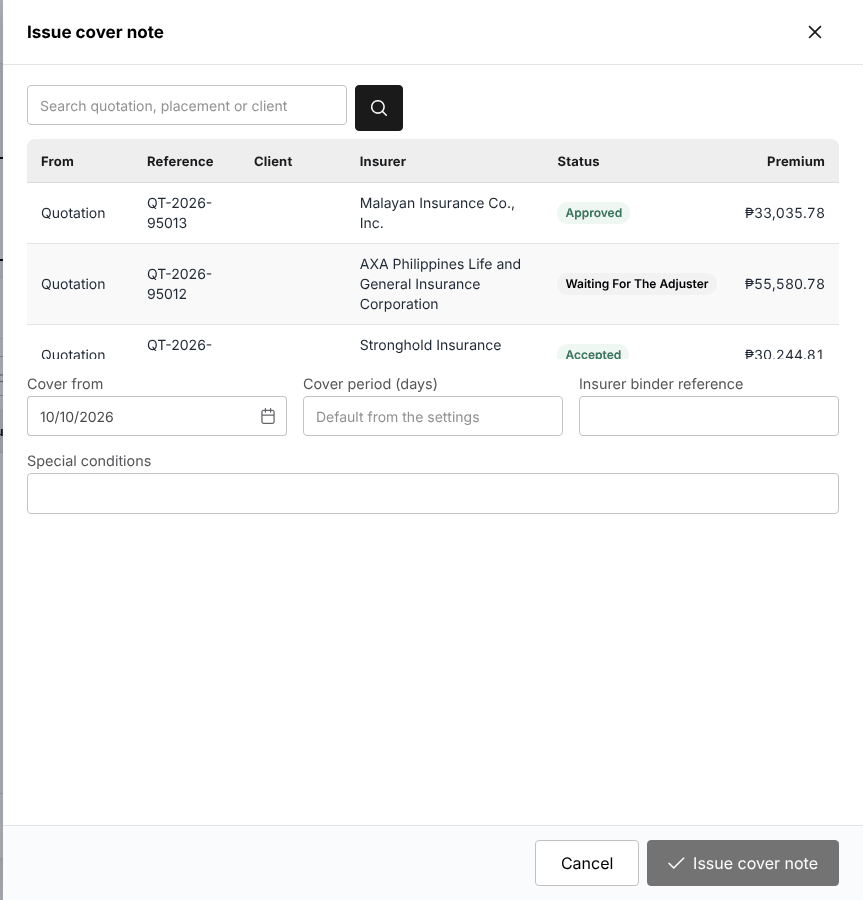 Issue cover note
Search quotation, placement or client
From Reference Client Insurer Status Premium
Quotation QT-2026-95013 Malayan Insurance Co., Inc. Approved ₱33,035.78
Quotation QT-2026-95012 AXA Philippines Life and General Insurance Corporation Waiting For The Adjuster ₱55,580.78
Quotation QT-2026- Stronghold Insurance Accepted ₱30,244.81
Cover from Cover period (days) Insurer binder reference
10/10/2026 Default from the settings
Special conditions
Cancel Issue cover note